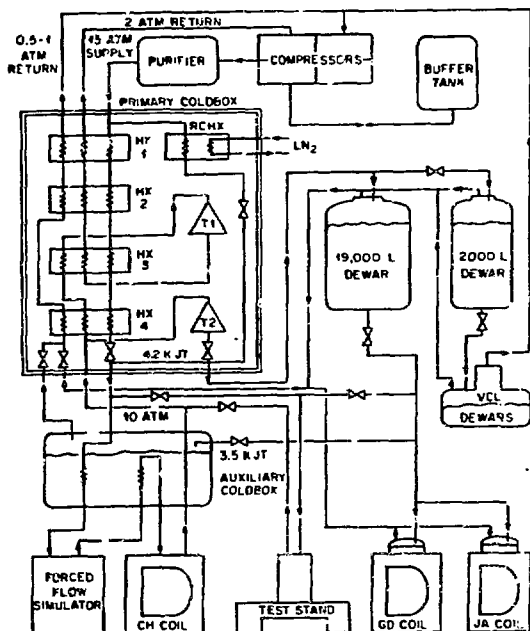 2 ATM RETURN
0.5-1
ATM
RETURN
15 ATM
SUPPLY
PURIFIER
COMPRESSORS
BUFFER
TANK
PRIMARY COLDBOX
HX
1
RCHX
LN2
HX
2
HX
3
T1
HX
4
T2
4.2 K JT
19,000 L
DEWAR
2000 L
DEWAR
VCL
DEWARS
10 ATM
3.5 K JT
AUXILIARY
COLDBOX
FORCED
FLOW
SIMULATOR
CH COIL
TEST STAND
GD COIL
JA COIL